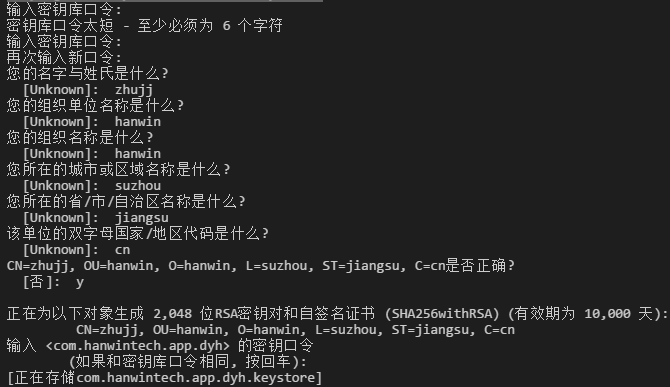 输入密钥库口令:
密钥库口令太短 - 至少必须为 6 个字符
输入密钥库口令:
再次输入新口令:
您的名字与姓氏是什么?
[Unknown]: zhujj
您的组织单位名称是什么?
[Unknown]: hanwin
您的组织名称是什么?
[Unknown]: hanwin
您所在的城市或区域名称是什么?
[Unknown]: suzhou
您所在的省/市/自治区名称是什么?
[Unknown]: jiangsu
该单位的双字母国家/地区代码是什么?
[Unknown]: cn
CN=zhujj, OU=hanwin, O=hanwin, L=suzhou, ST=jiangsu, C=cn是否正确?
[否]: y
正在为以下对象生成 2,048 位RSA密钥对和自签名证书 (SHA256withRSA) (有效期为 10,000 天):
CN=zhujj, OU=hanwin, O=hanwin, L=suzhou, ST=jiangsu, C=cn
输入 <com.hanwintech.app.dyh> 的密钥口令
(如果和密钥库口令相同, 按回车):
[正在存储com.hanwintech.app.dyh.keystore]